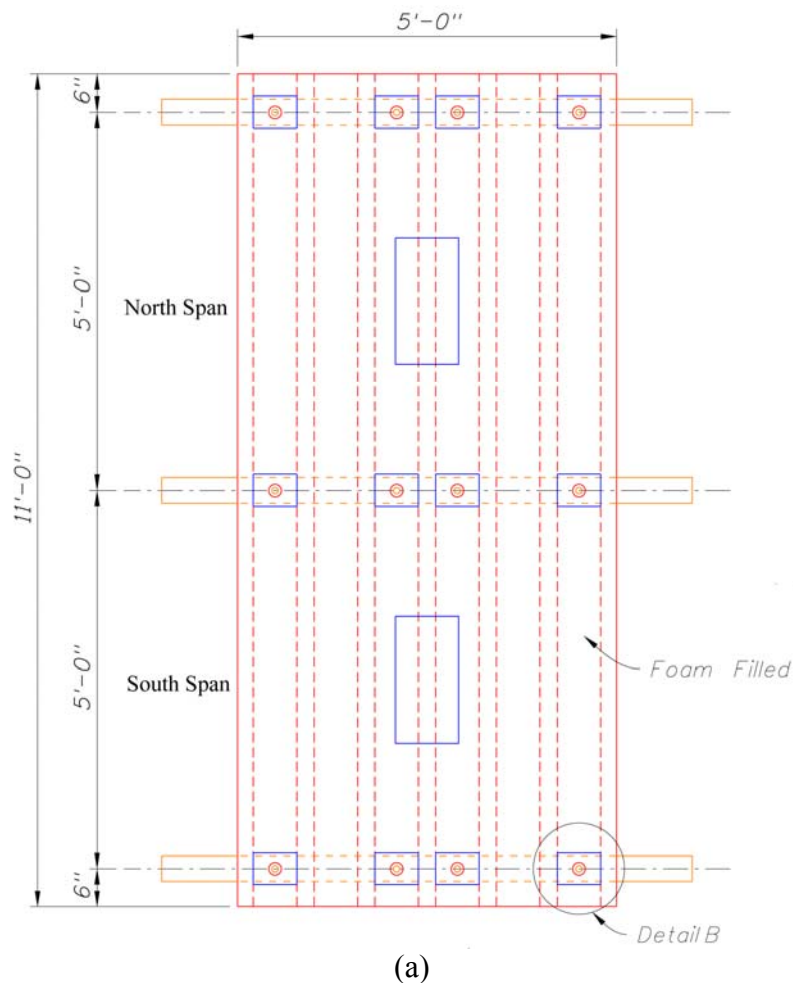 5'-0"
6"
5'-0"
North Span
11'-0"
5'-0"
South Span
Foam Filled
6"
Detail B
(a)